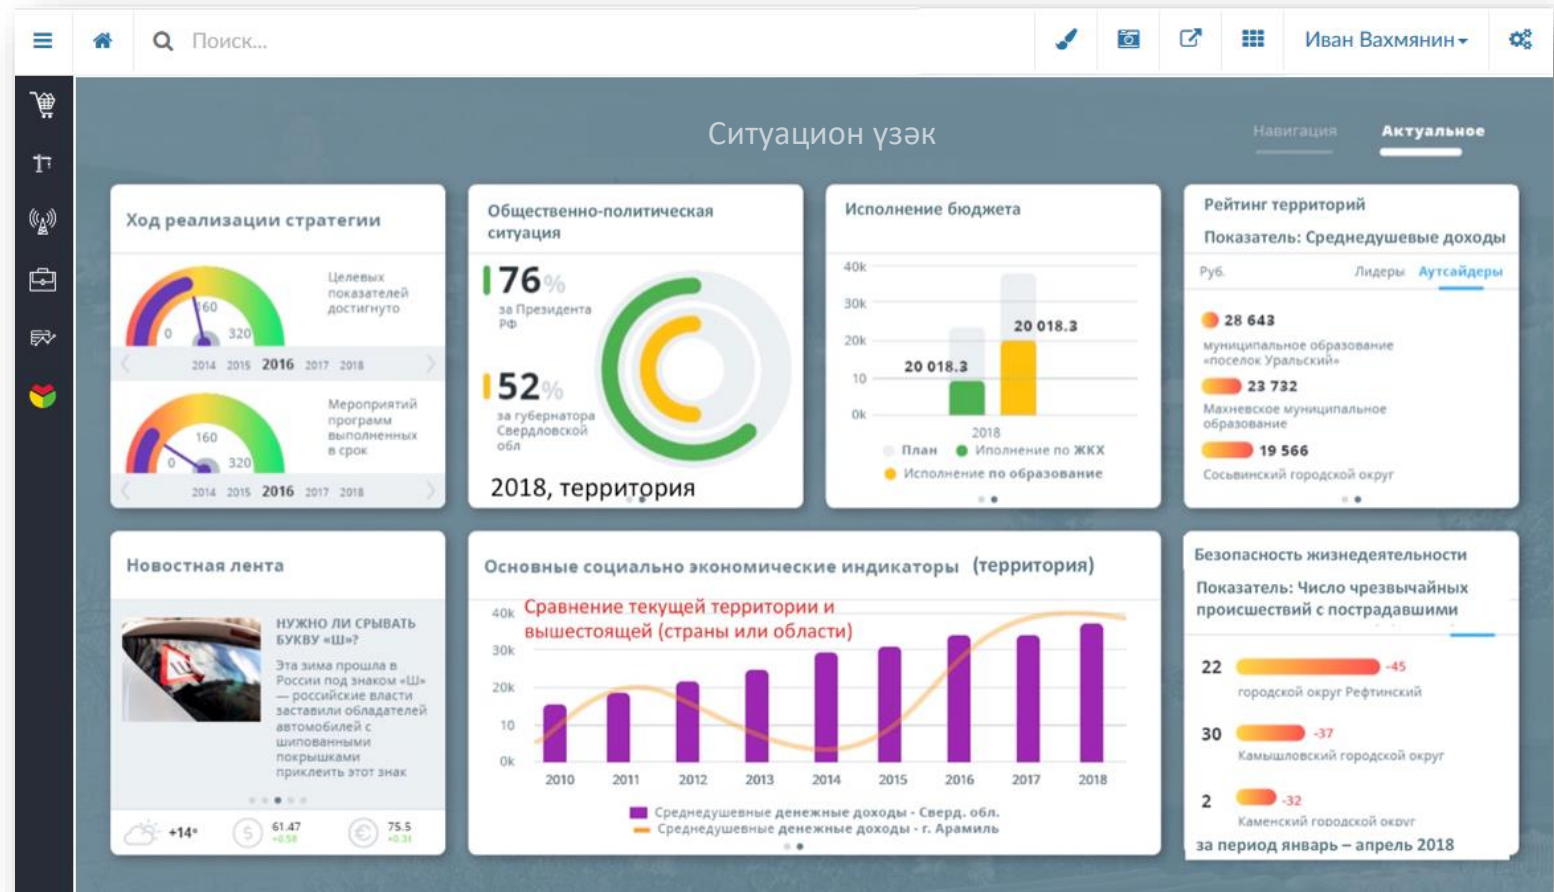 Поиск...
Иван Вахмянин
Ситуацион үзәк
Навигация
Актуальное
Ход реализации стратегии
160
0
320
Целевых
показателей
достигнуто
2014 2015 2016 2017 2018
160
0
320
Мероприятий
программ
выполненных
в срок
2014 2015 2016 2017 2018
Общественно-политическая
ситуация
76%
за Президента
РФ
52%
за губернатора
Свердловской
обл
2018, территория
Исполнение бюджета
40k
30k
20k
10
0k
20 018.3
20 018.3
2018
План
Иполнение по ЖКХ
Исполнение по образование
Рейтинг территорий
Показатель: Среднедушевые доходы
Руб.
Лидеры
Аутсайдеры
28 643
муниципальное образование
«поселок Уральский»
23 732
Махневское муниципальное
образование
19 566
Сосьвинский городской округ
Новостная лента
НУЖНО ЛИ СРЫВАТЬ
БУКВУ «Ш»?
Эта зима прошла в
России под знаком «Ш»
— российские власти
заставили обладателей
автомобилей с
шипованными
покрышками
приклеить этот знак
Ш
+14°
$
61.47
+0.58
€
75.5
+0.31
Основные социально экономические индикаторы (территория)
Сравнение текущей территории и
вышестоящей (страны или области)
40k
30k
20k
10
0k
2010 2011 2012 2013 2014 2015 2016 2017 2018
Среднедушевные денежные доходы - Сверд. обл.
Среднедушевные денежные доходы - г. Арамиль
Безопасность жизнедеятельности
Показатель: Число чрезвычайных
происшествий с пострадавшими
22
-45
городской округ Рефтинский
30
-37
Камышловский городской округ
2
-32
Каменский городской округ
за период январь – апрель 2018